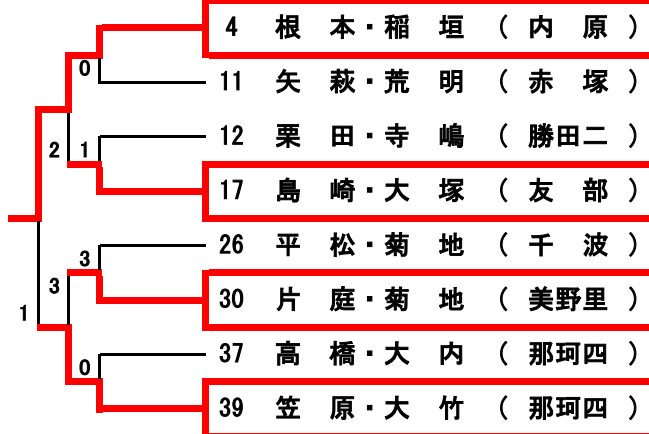 4 根本・稲垣 (内原)
0
11 矢萩・荒明 (赤塚)
12 栗田・寺嶋 (勝田二)
2 1
17 島崎・大塚 (友部)
26 平松・菊地 (千波)
3
3
30 片庭・菊地 (美野里)
1
37 高橋・大内 (那珂四)
0
39 笠原・大竹 (那珂四)